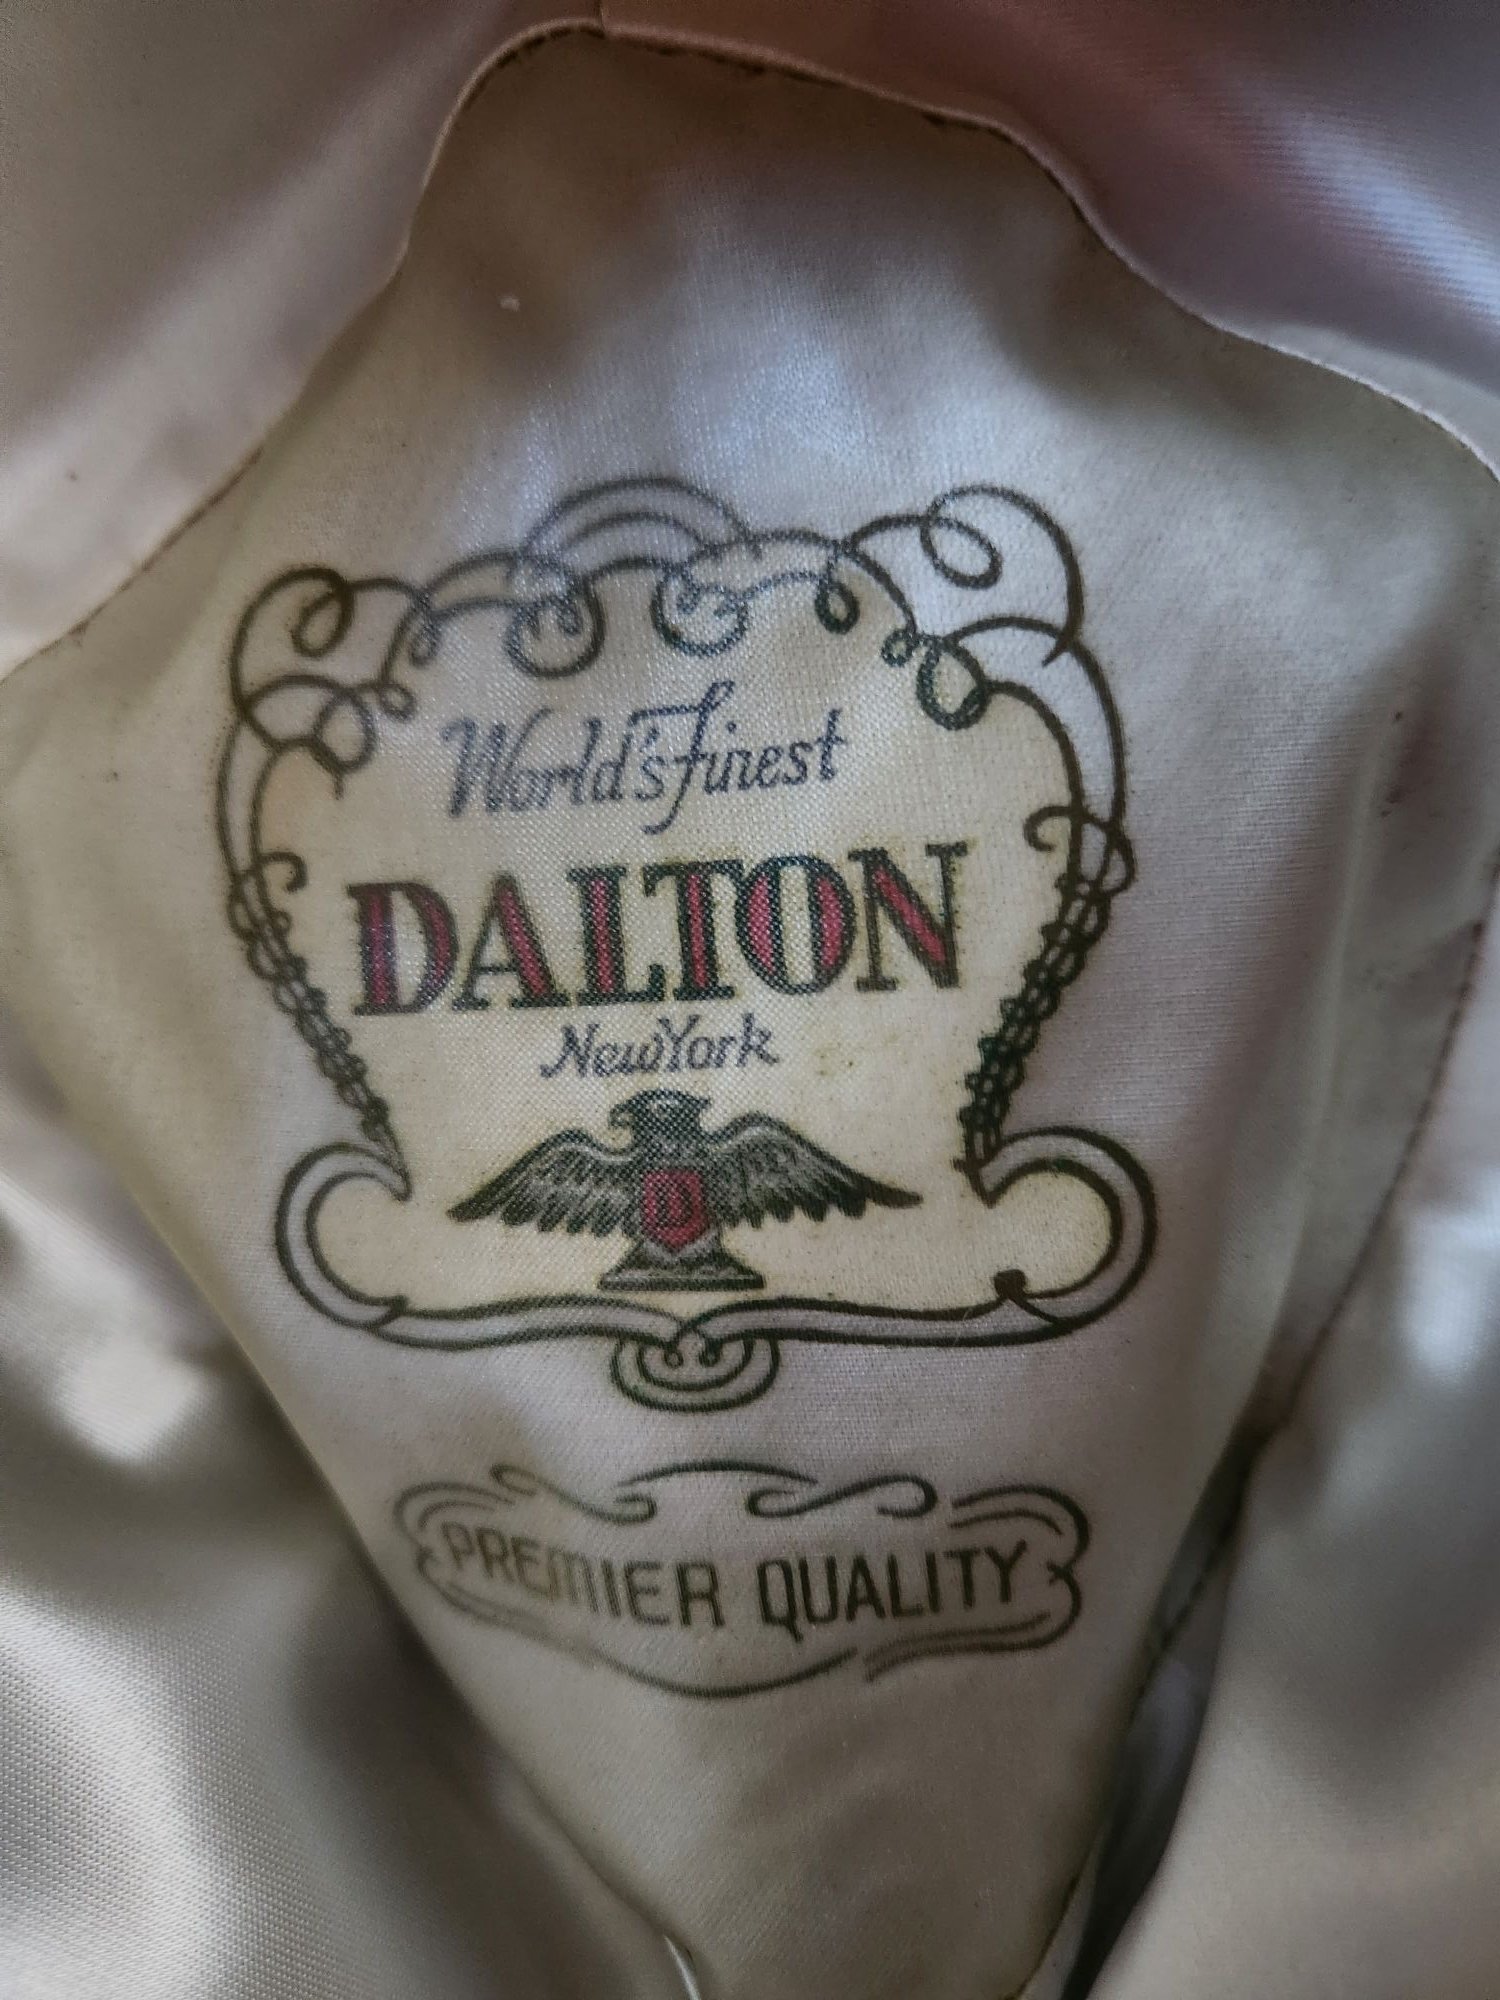 World's finest
DALTON
New York
D
PREMIER QUALITY